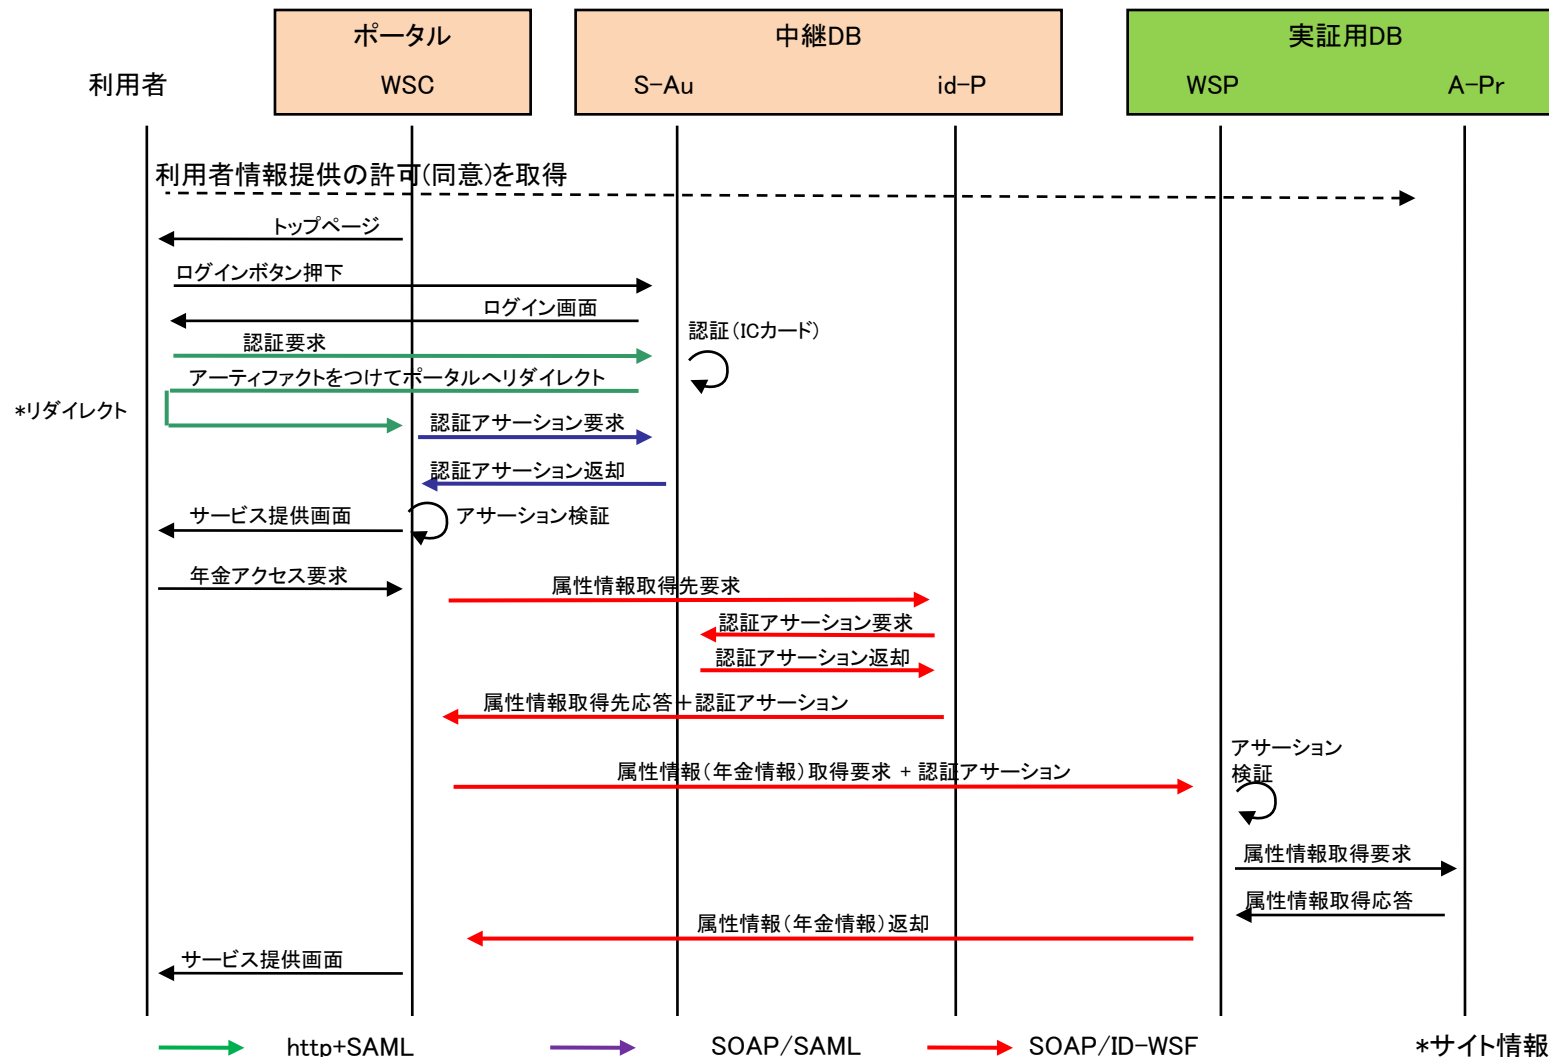 ポータル
中継DB
実証用DB
利用者
WSC
S-Au
id-P
WSP
A-Pr
利用者情報提供の許可(同意)を取得
トップページ
ログインボタン押下
ログイン画面
認証(ICカード)
認証要求
アーティファクトをつけてポータルへリダイレクト
*リダイレクト
認証アサーション要求
認証アサーション返却
サービス提供画面
アサーション検証
年金アクセス要求
属性情報取得先要求
認証アサーション要求
認証アサーション返却
属性情報取得先応答+認証アサーション
アサーション
検証
属性情報(年金情報)取得要求 + 認証アサーション
属性情報取得要求
属性情報取得応答
属性情報(年金情報)返却
サービス提供画面
http+SAML
SOAP/SAML
SOAP/ID-WSF
*サイト情報